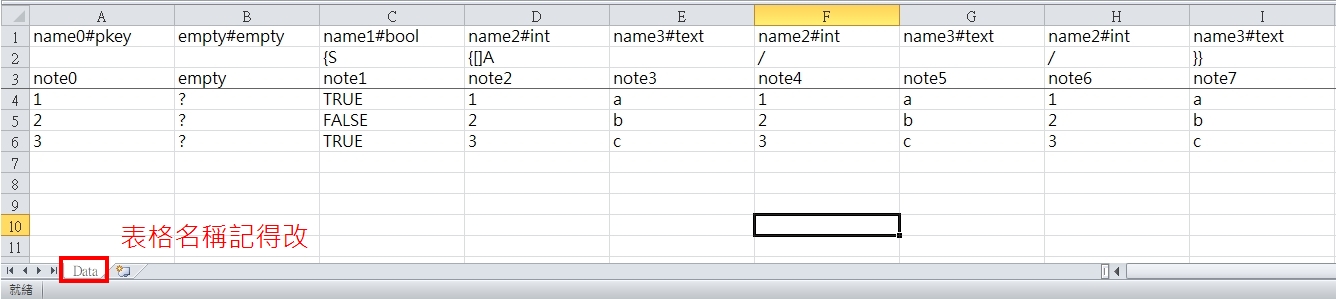 A B C D E F G H I
1 name0#pkey empty#empty name1#bool name2#int name3#text name2#int name3#text name2#int name3#text
2 {S {[]A / / }}
3 note0 empty note1 note2 note3 note4 note5 note6 note7
4 1 ? TRUE 1 a 1 a 1 a
5 2 ? FALSE 2 b 2 b 2 b
6 3 ? TRUE 3 c 3 c 3 c
7
8
9
10
11
表格名稱記得改
Data
就緒